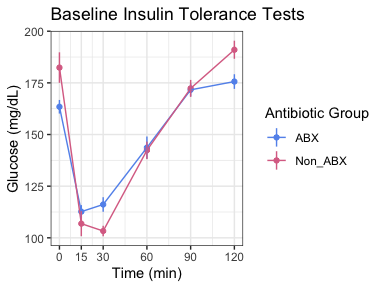 Baseline Insulin Tolerance Tests
Glucose (mg/dL)
200
175
150
125
100
0 15 30 60 90 120
Time (min)
Antibiotic Group
ABX
Non_ABX